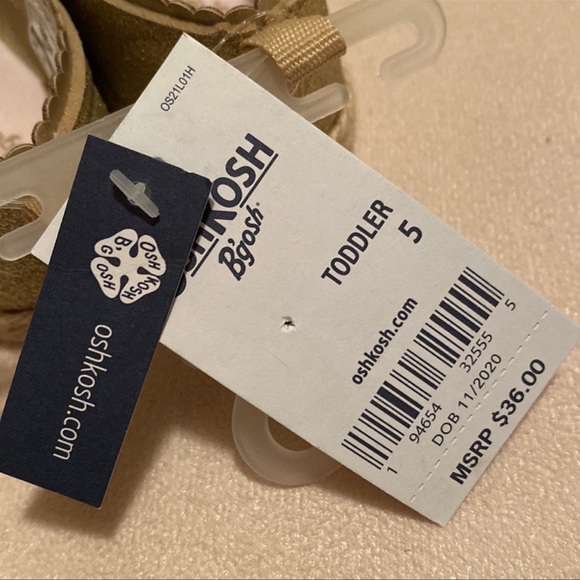 OS21L01H
OSHKOSH
B'gosh
TODDLER
5
oshkosh.com
1 94654 32555 5
DOB 11/2020
MSRP $36.00
OSH KOSH
B'G OSH
oshkosh.com